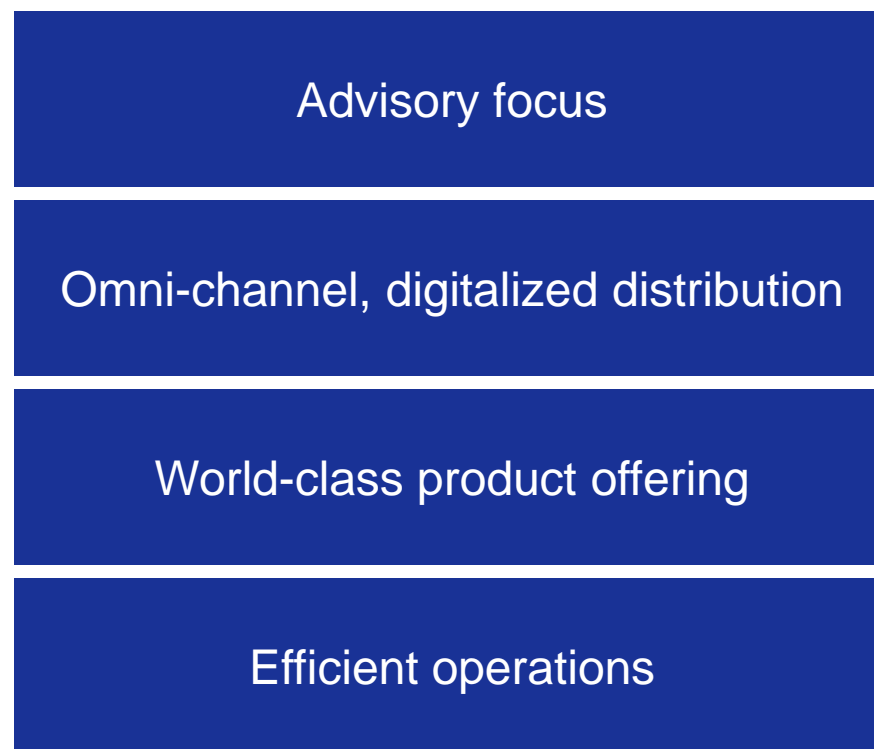 Advisory focus
Omni-channel, digitalized distribution
World-class product offering
Efficient operations